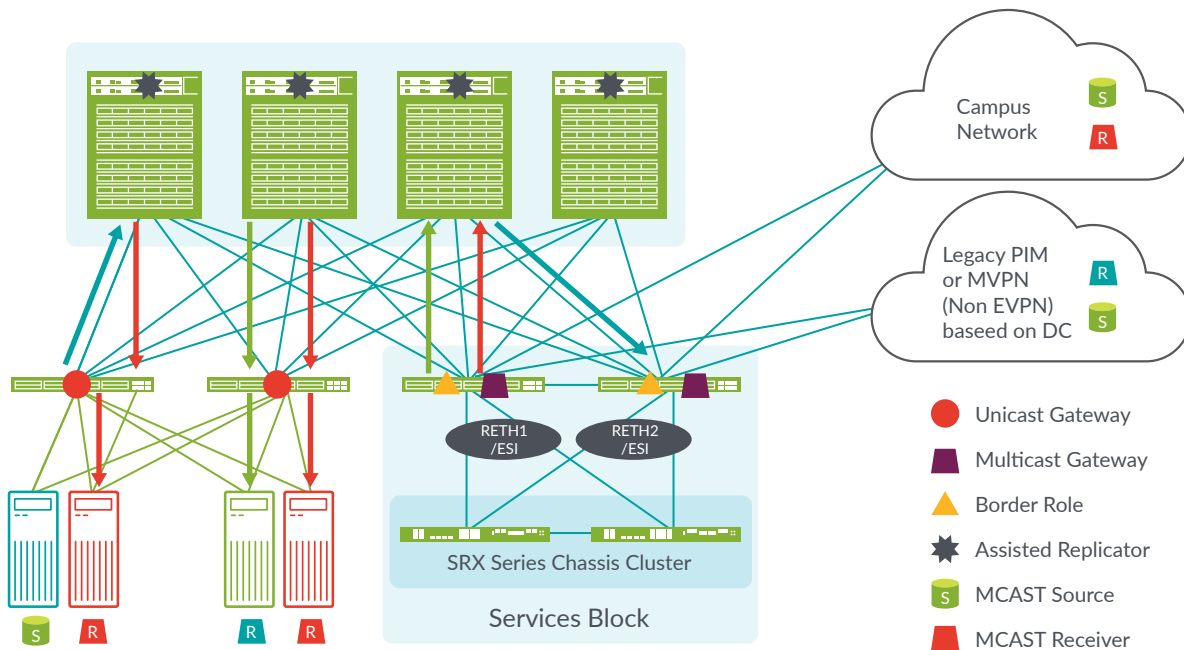 Campus
Network
S
R
Legacy PIM
or MVPN
(Non EVPN)
baseed on DC
R
S
RETH1
/ESI
RETH2
/ESI
SRX Series Chassis Cluster
Services Block
S
R
R
R
Unicast Gateway
Multicast Gateway
Border Role
Assisted Replicator
S
MCAST Source
MCAST Receiver